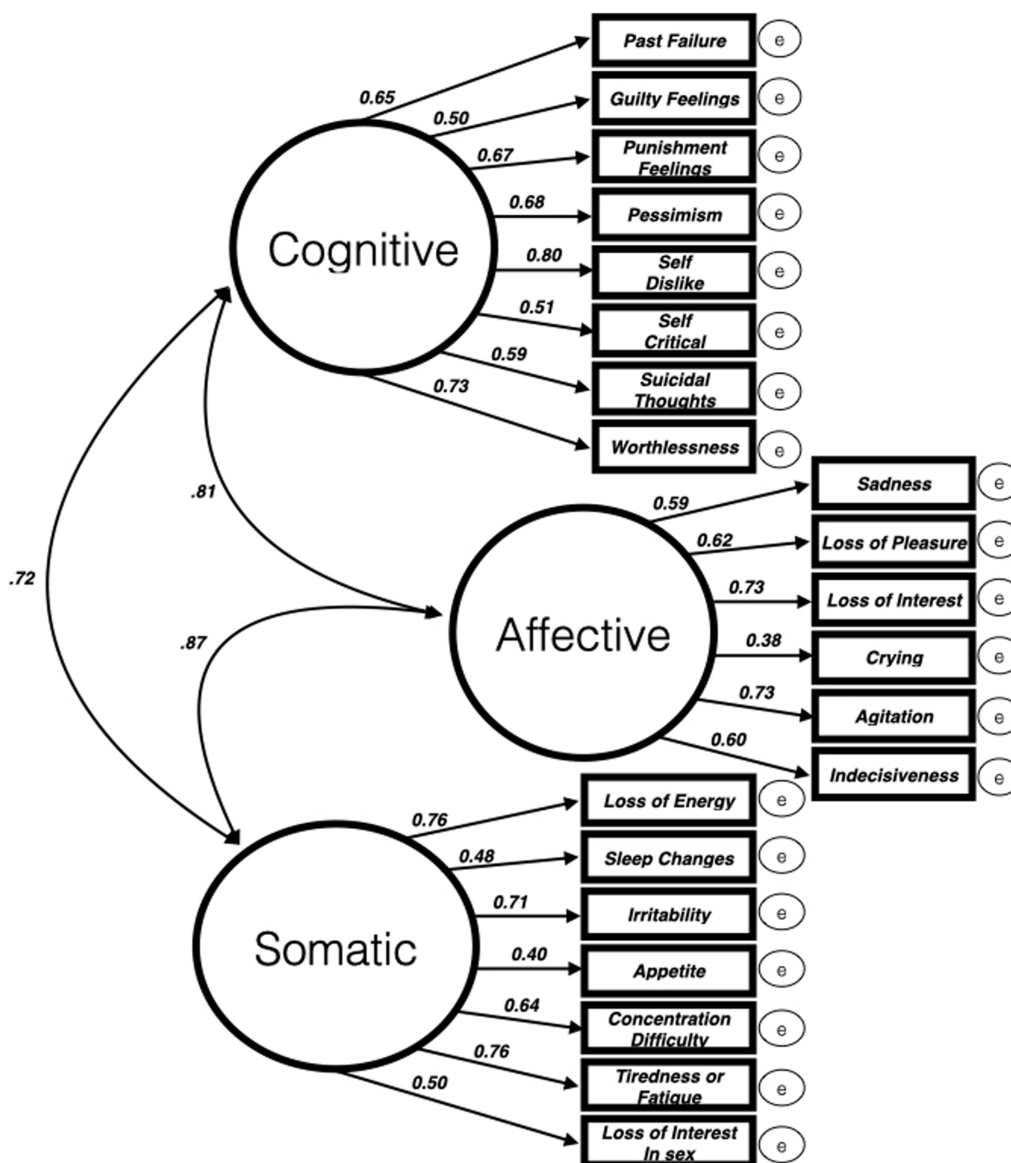 Past Failure
e
0.65
Guilty Feelings
e
0.50
Punishment
Feelings
e
0.67
Pessimism
e
0.68
Cognitive
Self
Dislike
e
0.80
Self
Critical
e
0.51
Suicidal
Thoughts
e
0.59
Worthlessness
e
0.73
.81
.72
.87
Sadness
e
0.59
Loss of Pleasure
e
0.62
Loss of Interest
e
0.73
Affective
Crying
e
0.38
Agitation
e
0.73
Indecisiveness
e
0.60
Loss of Energy
e
0.76
Sleep Changes
e
0.48
Irritability
e
0.71
Somatic
Appetite
e
0.40
Concentration
Difficulty
e
0.64
Tiredness or
Fatigue
e
0.76
Loss of Interest
In sex
e
0.50